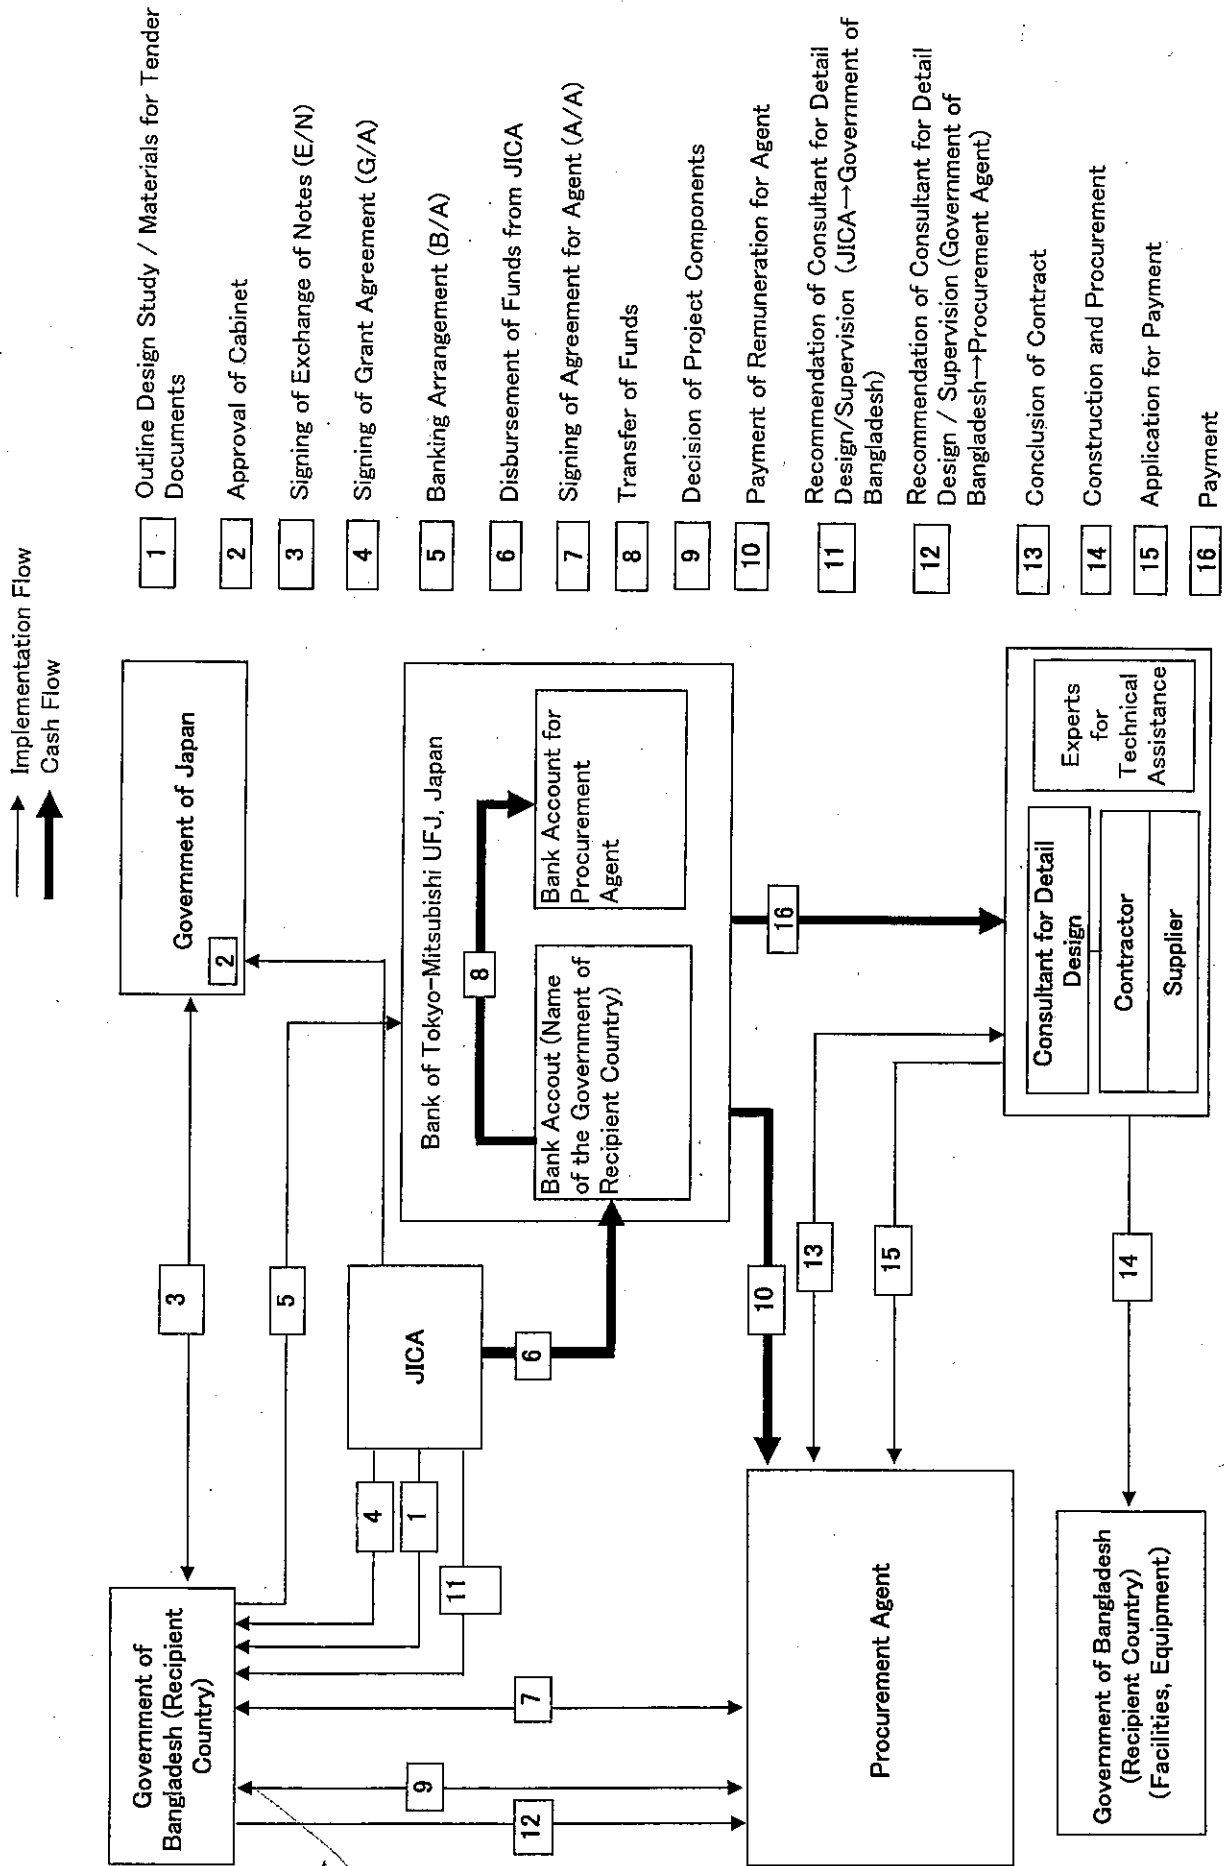 Implementation Flow
Cash Flow
Government of
Bangladesh (Recipient
Country)
3
Government of Japan
2
5
4
1
11
JICA
6
Bank of Tokyo-Mitsubishi UFJ, Japan
8
Bank Accout (Name
of the Government of
Recipient Country)
Bank Account for
Procurement
Agent
12
9
7
10
16
13
15
Procurement Agent
Consultant for Detail
Design
Contractor
Supplier
Experts
for
Technical
Assistance
14
Government of Bangladesh
(Recipient Country)
(Facilities, Equipment)
1 Outline Design Study / Materials for Tender
Documents
2 Approval of Cabinet
3 Signing of Exchange of Notes (E/N)
4 Signing of Grant Agreement (G/A)
5 Banking Arrangement (B/A)
6 Disbursement of Funds from JICA
7 Signing of Agreement for Agent (A/A)
8 Transfer of Funds
9 Decision of Project Components
10 Payment of Remuneration for Agent
11 Recommendation of Consultant for Detail
Design/Supervision (JICA→Government of
Bangladesh)
12 Recommendation of Consultant for Detail
Design / Supervision (Government of
Bangladesh→Procurement Agent)
13 Conclusion of Contract
14 Construction and Procurement
15 Application for Payment
16 Payment